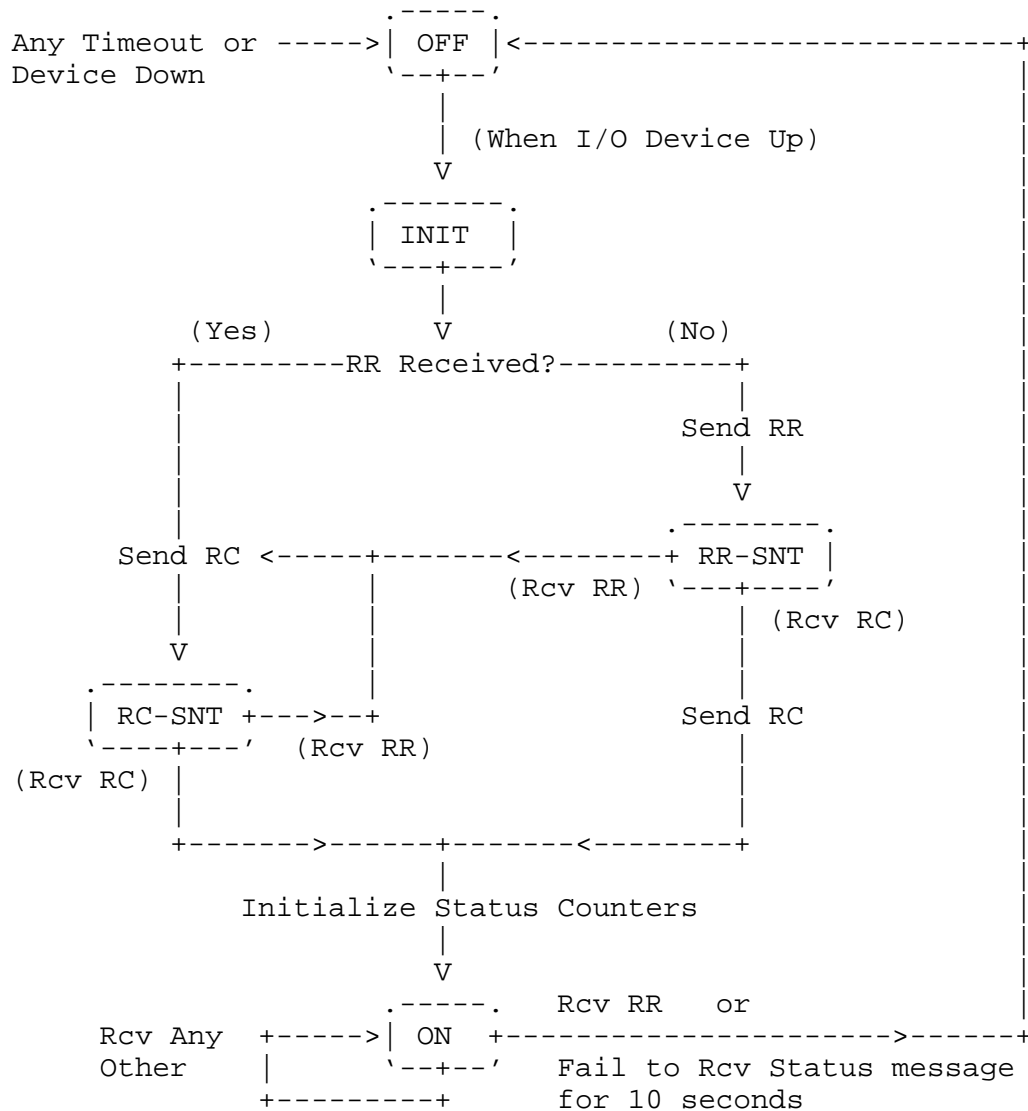 Any Timeout or
OFF
Device Down
(When I/O Device Up)
INIT
(Yes)
(No)
RR Received?
Send RR
Send RC
RR-SNT
(Rcv RR)
(Rcv RC)
RC-SNT
Send RC
(Rcv RR)
(Rcv RC)
Initialize Status Counters
Rcv RR or
Rcv Any
ON
Other
Fail to Rcv Status message
for 10 seconds